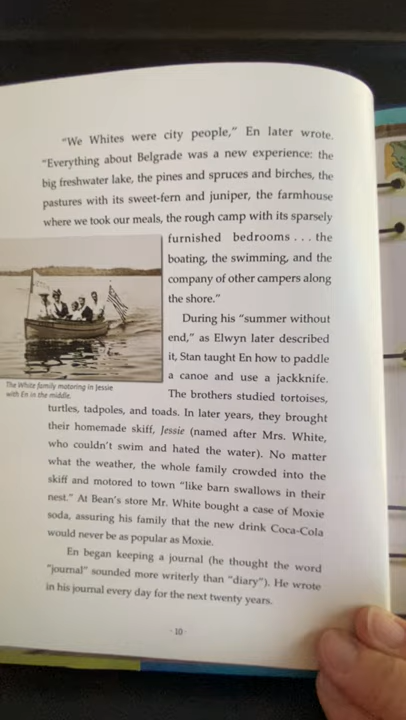 "We Whites were city people," En later wrote.
"Everything about Belgrade was a new experience: the
big freshwater lake, the pines and spruces and birches, the
pastures with its sweet-fern and juniper, the farmhouse
where we took our meals, the rough camp with its sparsely
furnished bedrooms . . . the
boating, the swimming, and the
company of other campers along
the shore."
During his "summer without
end," as Elwyn later described
it, Stan taught En how to paddle
a canoe and use a jackknife.
The brothers studied tortoises,
The White family motoring in Jessie
with En in the middle.
turtles, tadpoles, and toads. In later years, they brought
their homemade skiff, Jessie (named after Mrs. White,
who couldn't swim and hated the water). No matter
what the weather, the whole family crowded into the
skiff and motored to town "like barn swallows in their
nest." At Bean's store Mr. White bought a case of Moxie
soda, assuring his family that the new drink Coca-Cola
would never be as popular as Moxie.
En began keeping a journal (he thought the word
"journal" sounded more writerly than "diary"). He wrote
in his journal every day for the next twenty years.
· 10 ·